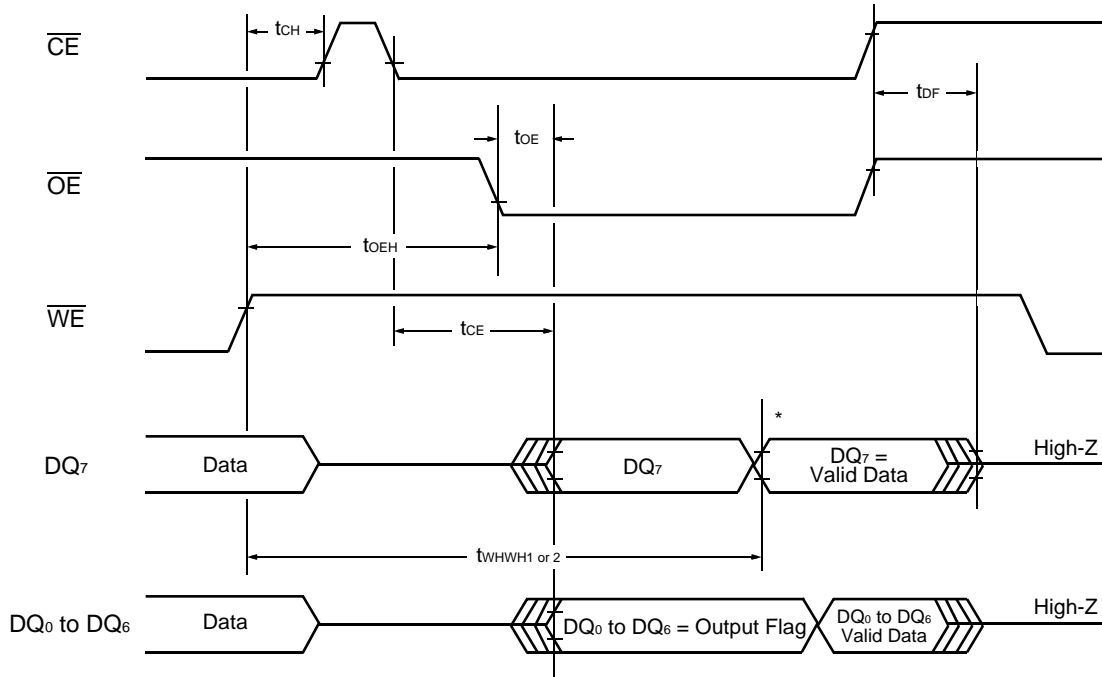 tCH
CE
tDF
tOE
OE
tOEH
WE
tCE
*
DQ7
Data
DQ7
DQ7 =
Valid Data
High-Z
tWHWH1 or 2
DQ0 to DQ6
Data
DQ0 to DQ6 = Output Flag
DQ0 to DQ6
Valid Data
High-Z